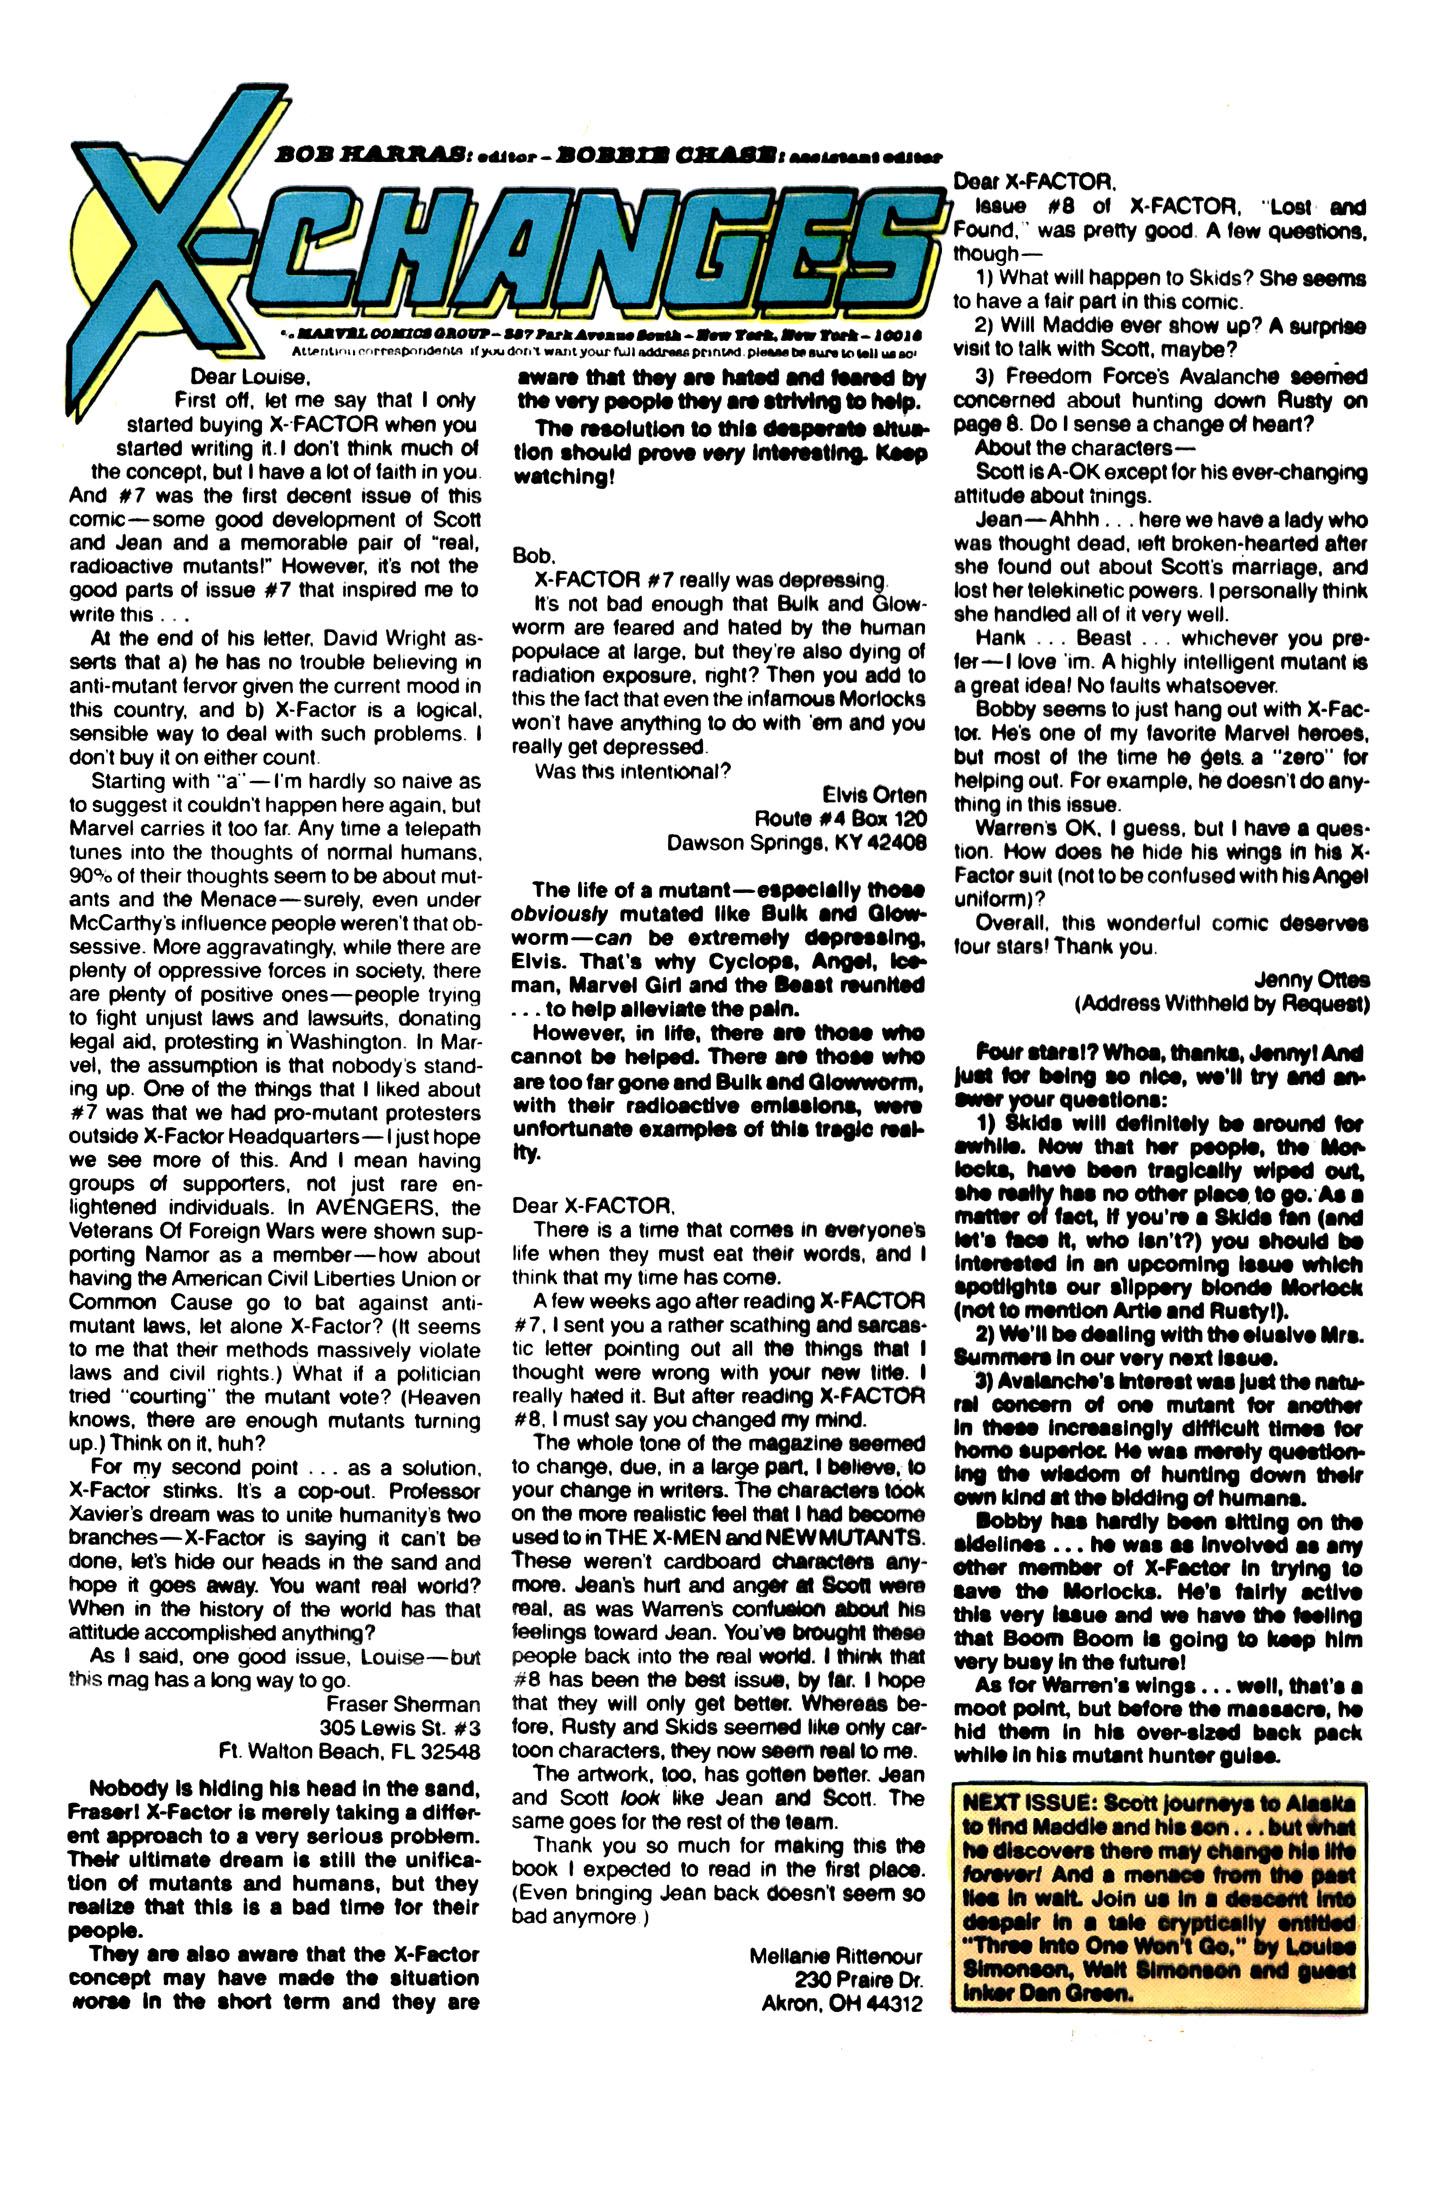 BOB HARRAS: editor – BOBBIE CHASE: assistant editor
X-CHANGES
c/o MARVEL COMICS GROUP – 387 Park Avenue South – New York, New York – 10016
Attention correspondents if you don't want your full address printed, please be sure to tell us so!
Dear Louise,
First off, let me say that I only
started buying X-FACTOR when you
started writing it. I don't think much of
the concept, but I have a lot of faith in you.
And #7 was the first decent issue of this
comic—some good development of Scott
and Jean and a memorable pair of "real,
radioactive mutants!" However, it's not the
good parts of issue #7 that inspired me to
write this . . .
At the end of his letter, David Wright as-
serts that a) he has no trouble believing in
anti-mutant fervor given the current mood in
this country, and b) X-Factor is a logical,
sensible way to deal with such problems. I
don't buy it on either count.
Starting with "a"—I'm hardly so naive as
to suggest it couldn't happen here again, but
Marvel carries it too far. Any time a telepath
tunes into the thoughts of normal humans,
90% of their thoughts seem to be about mut-
ants and the Menace—surely, even under
McCarthy's influence people weren't that ob-
sessive. More aggravatingly, while there are
plenty of oppressive forces in society, there
are plenty of positive ones—people trying
to fight unjust laws and lawsuits, donating
legal aid, protesting in Washington. In Mar-
vel, the assumption is that nobody's stand-
ing up. One of the things that I liked about
#7 was that we had pro-mutant protesters
outside X-Factor Headquarters—I just hope
we see more of this. And I mean having
groups of supporters, not just rare en-
lightened individuals. In AVENGERS, the
Veterans Of Foreign Wars were shown sup-
porting Namor as a member—how about
having the American Civil Liberties Union or
Common Cause go to bat against anti-
mutant laws, let alone X-Factor? (It seems
to me that their methods massively violate
laws and civil rights.) What if a politician
tried "courting" the mutant vote? (Heaven
knows, there are enough mutants turning
up.) Think on it, huh?
For my second point . . . as a solution,
X-Factor stinks. It's a cop-out. Professor
Xavier's dream was to unite humanity's two
branches—X-Factor is saying it can't be
done, let's hide our heads in the sand and
hope it goes away. You want real world?
When in the history of the world has that
attitude accomplished anything?
As I said, one good issue, Louise—but
this mag has a long way to go.
Fraser Sherman
305 Lewis St. #3
Ft. Walton Beach, FL 32548
Nobody is hiding his head in the sand,
Fraser! X-Factor is merely taking a differ-
ent approach to a very serious problem.
Their ultimate dream is still the unifica-
tion of mutants and humans, but they
realize that this is a bad time for their
people.
They are also aware that the X-Factor
concept may have made the situation
worse in the short term and they are
aware that they are hated and feared by
the very people they are striving to help.
The resolution to this desperate situa-
tion should prove very interesting. Keep
watching!
Bob,
X-FACTOR #7 really was depressing.
It's not bad enough that Bulk and Glow-
worm are feared and hated by the human
populace at large, but they're also dying of
radiation exposure, right? Then you add to
this the fact that even the infamous Morlocks
won't have anything to do with 'em and you
really get depressed.
Was this intentional?
Elvis Orten
Route #4 Box 120
Dawson Springs, KY 42408
The life of a mutant—especially those
obviously mutated like Bulk and Glow-
worm—can be extremely depressing,
Elvis. That's why Cyclops, Angel, Ice-
man, Marvel Girl and the Beast reunited
. . . to help alleviate the pain.
However, in life, there are those who
cannot be helped. There are those who
are too far gone and Bulk and Glowworm,
with their radioactive emissions, were
unfortunate examples of this tragic real-
ity.
Dear X-FACTOR,
There is a time that comes in everyone's
life when they must eat their words, and I
think that my time has come.
A few weeks ago after reading X-FACTOR
#7, I sent you a rather scathing and sarcas-
tic letter pointing out all the things that I
thought were wrong with your new title. I
really hated it. But after reading X-FACTOR
#8, I must say you changed my mind.
The whole tone of the magazine seemed
to change, due, in a large part, I believe, to
your change in writers. The characters took
on the more realistic feel that I had become
used to in THE X-MEN and NEW MUTANTS.
These weren't cardboard characters any-
more. Jean's hurt and anger at Scott were
real, as was Warren's confusion about his
feelings toward Jean. You've brought these
people back into the real world. I think that
#8 has been the best issue, by far. I hope
that they will only get better. Whereas be-
fore, Rusty and Skids seemed like only car-
toon characters, they now seem real to me.
The artwork, too, has gotten better. Jean
and Scott look like Jean and Scott. The
same goes for the rest of the team.
Thank you so much for making this the
book I expected to read in the first place.
(Even bringing Jean back doesn't seem so
bad anymore.)
Mellanie Rittenour
230 Praire Dr.
Akron, OH 44312
Dear X-FACTOR,
Issue #8 of X-FACTOR, "Lost and
Found," was pretty good. A few questions,
though—
1) What will happen to Skids? She seems
to have a fair part in this comic.
2) Will Maddie ever show up? A surprise
visit to talk with Scott, maybe?
3) Freedom Force's Avalanche seemed
concerned about hunting down Rusty on
page 8. Do I sense a change of heart?
About the characters—
Scott is A-OK except for his ever-changing
attitude about things.
Jean—Ahhh . . . here we have a lady who
was thought dead, left broken-hearted after
she found out about Scott's marriage, and
lost her telekinetic powers. I personally think
she handled all of it very well.
Hank . . . Beast . . . whichever you pre-
fer—I love 'im. A highly intelligent mutant is
a great idea! No faults whatsoever.
Bobby seems to just hang out with X-Fac-
tor. He's one of my favorite Marvel heroes,
but most of the time he gets a "zero" for
helping out. For example, he doesn't do any-
thing in this issue.
Warren's OK, I guess, but I have a ques-
tion. How does he hide his wings in his X-
Factor suit (not to be confused with his Angel
uniform)?
Overall, this wonderful comic deserves
four stars! Thank you.
Jenny Ottes
(Address Withheld by Request)
Four stars!? Whoa, thanks, Jenny! And
just for being so nice, we'll try and an-
swer your questions:
1) Skids will definitely be around for
awhile. Now that her people, the Mor-
locks, have been tragically wiped out,
she really has no other place to go. As a
matter of fact, if you're a Skids fan (and
let's face it, who isn't?) you should be
interested in an upcoming issue which
spotlights our slippery blonde Morlock
(not to mention Artie and Rusty!).
2) We'll be dealing with the elusive Mrs.
Summers in our very next issue.
3) Avalanche's interest was just the natu-
ral concern of one mutant for another
in these increasingly difficult times for
homo superior. He was merely question-
ing the wisdom of hunting down their
own kind at the bidding of humans.
Bobby has hardly been sitting on the
sidelines . . . he was as involved as any
other member of X-Factor in trying to
save the Morlocks. He's fairly active
this very issue and we have the feeling
that Boom Boom is going to keep him
very busy in the future!
As for Warren's wings . . . well, that's a
moot point, but before the massacre, he
hid them in his over-sized back pack
while in his mutant hunter guise.
NEXT ISSUE: Scott journeys to Alaska
to find Maddie and his son . . . but what
he discovers there may change his life
forever! And a menace from the past
lies in wait. Join us in a descent into
despair in a tale cryptically entitled
"Three Into One Won't Go," by Louise
Simonson, Walt Simonson and guest
inker Dan Green.